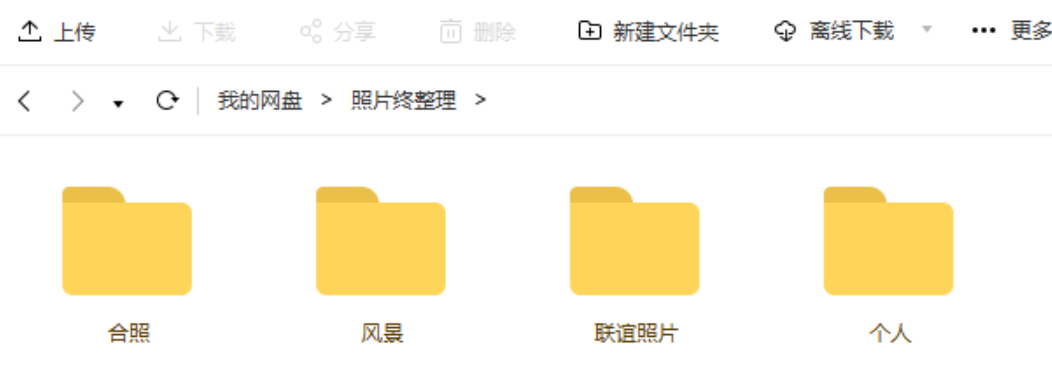 上传 下载 分享 删除 新建文件夹 离线下载 更多
我的网盘 > 照片终整理 >
合照 风景 联谊照片 个人